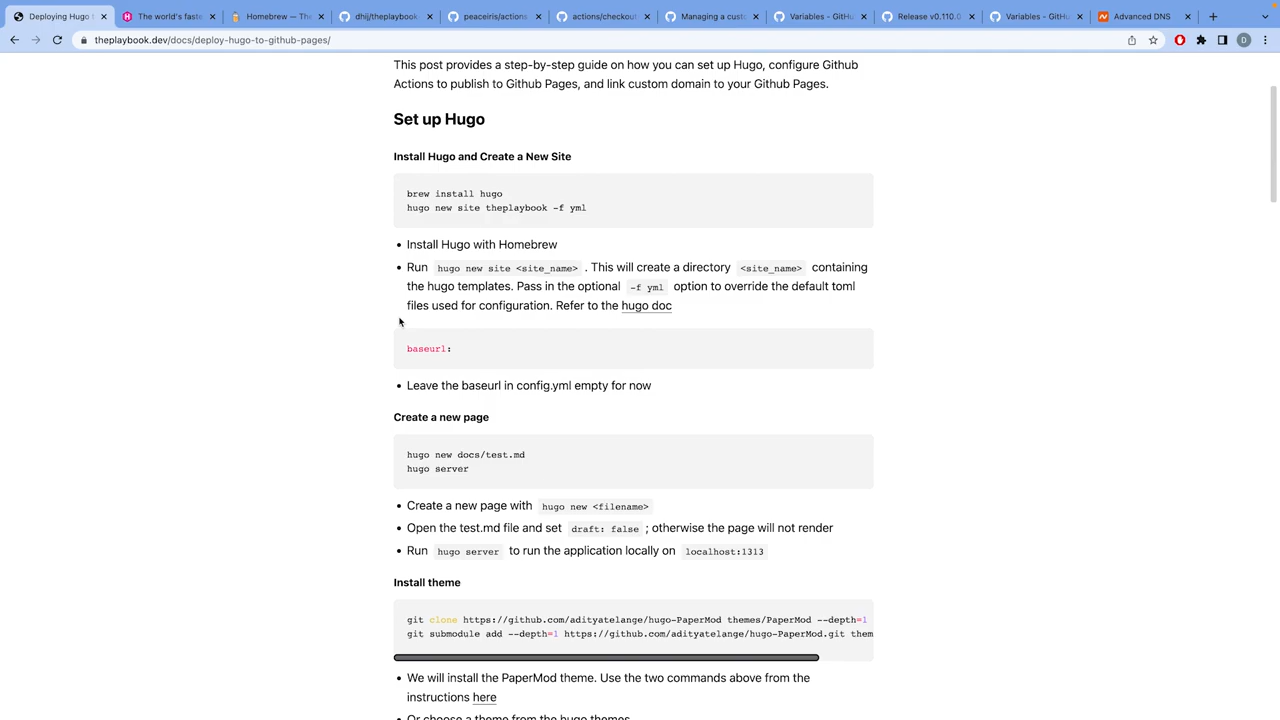 Deploying Hugo t
The world's faste
Homebrew — The
dhij/theplaybook
peaceiris/actions
actions/checkout
Managing a custo
Variables - GitHu
Release v0.110.0
Variables - GitHu
Advanced DNS
theplaybook.dev/docs/deploy-hugo-to-github-pages/
D
This post provides a step-by-step guide on how you can set up Hugo, configure Github
Actions to publish to Github Pages, and link custom domain to your Github Pages.
Set up Hugo
Install Hugo and Create a New Site
brew install hugo
hugo new site theplaybook -f yml
• Install Hugo with Homebrew
• Run hugo new site <site_name> . This will create a directory <site_name> containing
the hugo templates. Pass in the optional -f yml option to override the default toml
files used for configuration. Refer to the hugo doc
baseurl:
• Leave the baseurl in config.yml empty for now
Create a new page
hugo new docs/test.md
hugo server
• Create a new page with hugo new <filename>
• Open the test.md file and set draft: false ; otherwise the page will not render
• Run hugo server to run the application locally on localhost:1313
Install theme
git clone https://github.com/adityatelange/hugo-PaperMod themes/PaperMod --depth=1
git submodule add --depth=1 https://github.com/adityatelange/hugo-PaperMod.git them
• We will install the PaperMod theme. Use the two commands above from the
instructions here
• Or choose a theme from the hugo themes